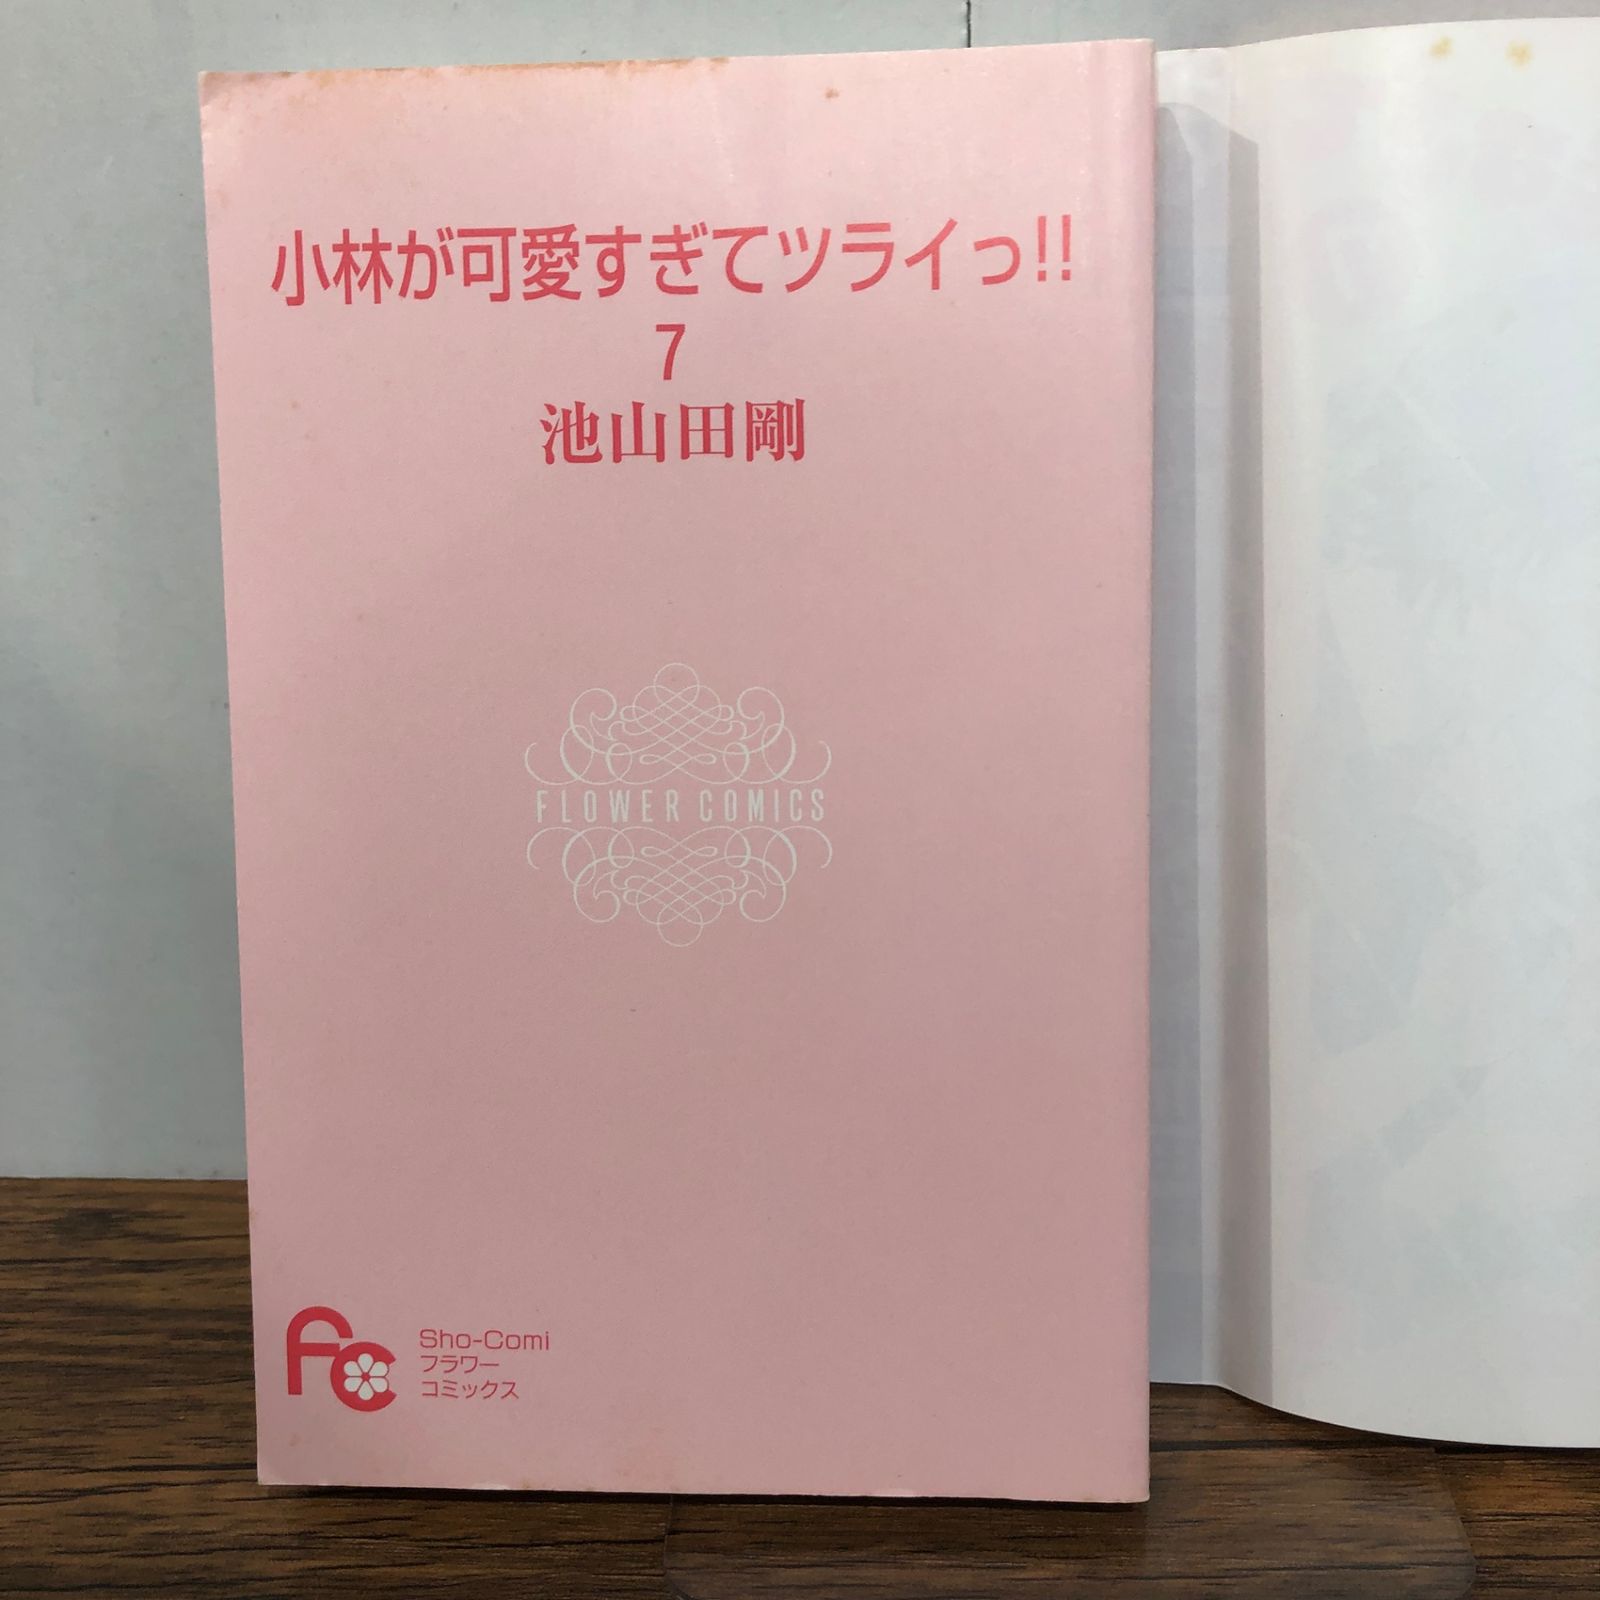 小林が可愛すぎてツライっ!!
7
池山田剛
FLOWER COMICS
fc
Sho-Comi
フラワー
コミックス